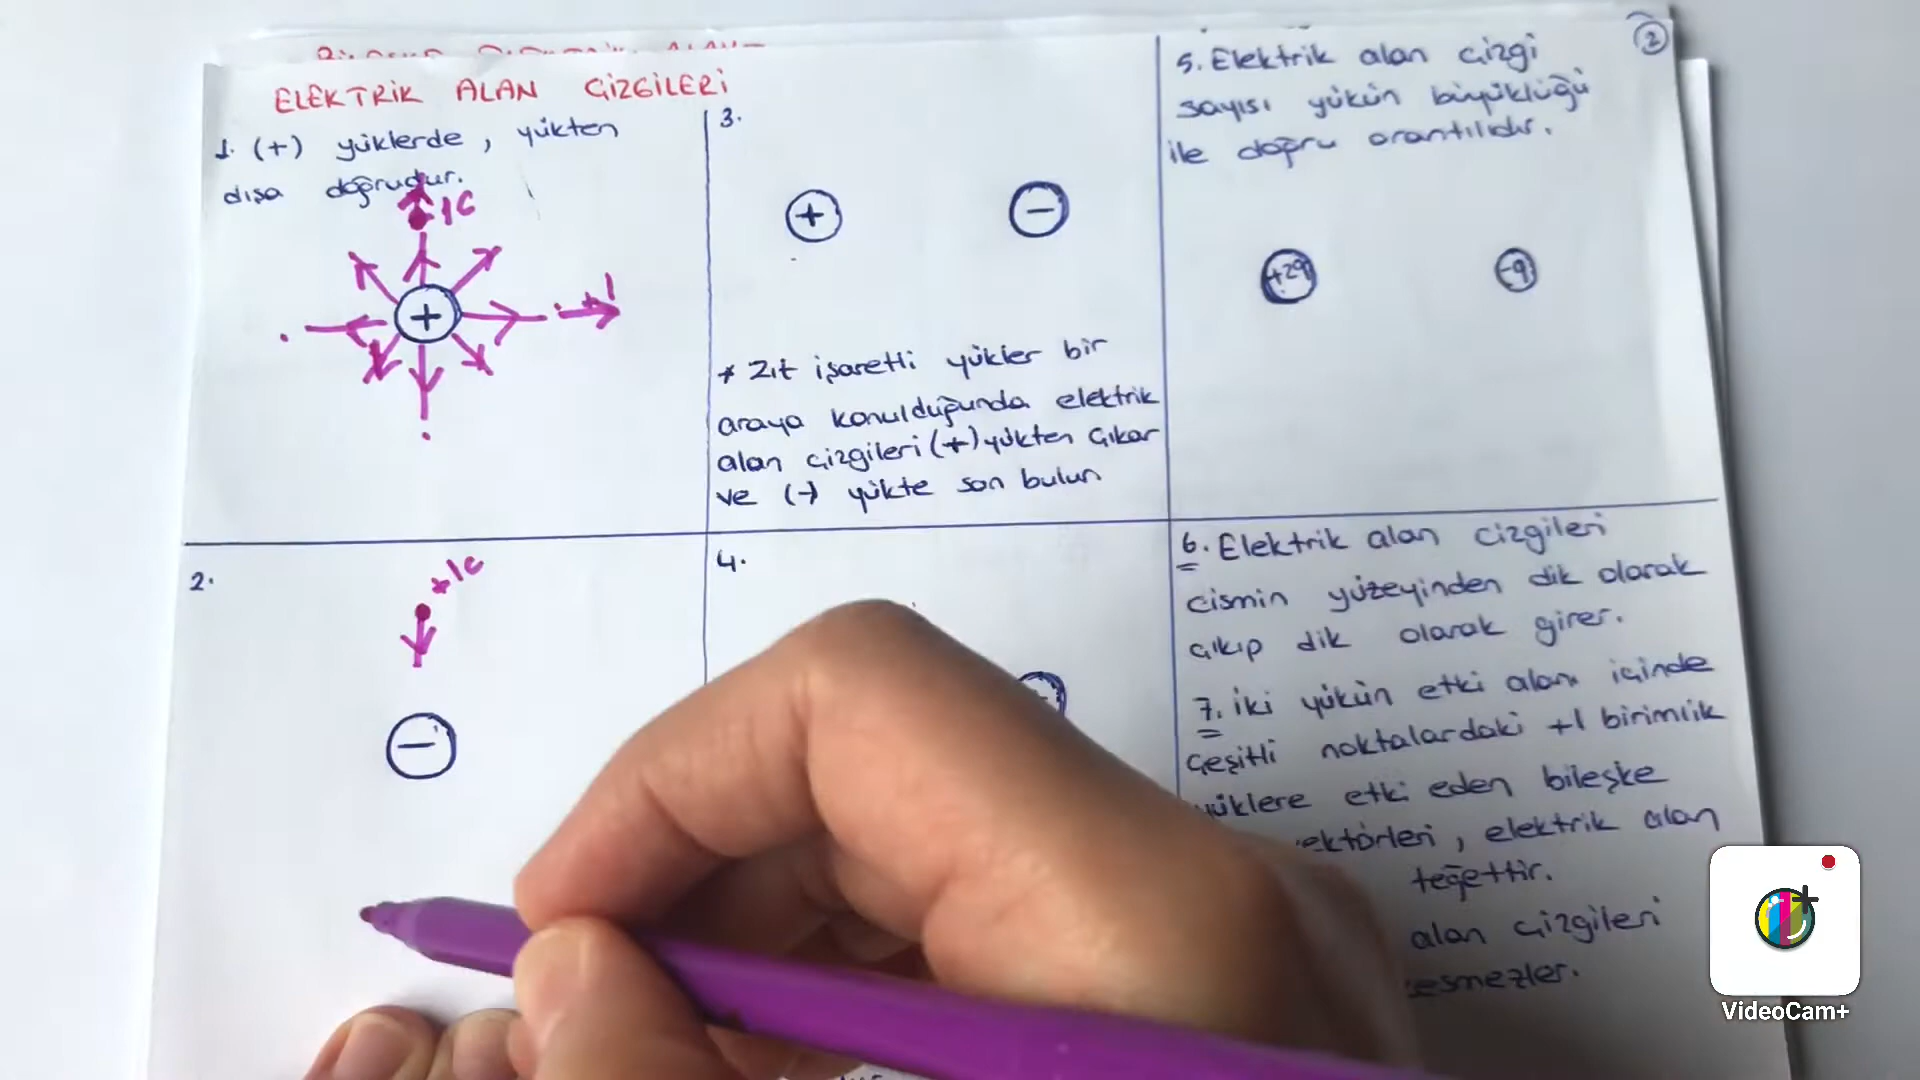 ELEKTRİK ALAN ÇİZGİLERİ
1. (+) yüklerde, yükten
dışa doğrudur.
1C
+
+1
2.
+1C
−
3.
+ −
* Zıt işaretli yükler bir
araya konulduğunda elektrik
alan çizgileri (+) yükten çıkar
ve (-) yükte son bulur
4.
2
5. Elektrik alan çizgi
sayısı yükün büyüklüğü
ile doğru orantılıdır.
+2q -q
6. Elektrik alan çizgileri
cismin yüzeyinden dik olarak
çıkıp dik olarak girer.
7. İki yükün etki alanı içinde
çeşitli noktalardaki +1 birimlik
yüklere etki eden bileşke
elektrik alan
teğettir.
alan çizgileri
VideoCam+